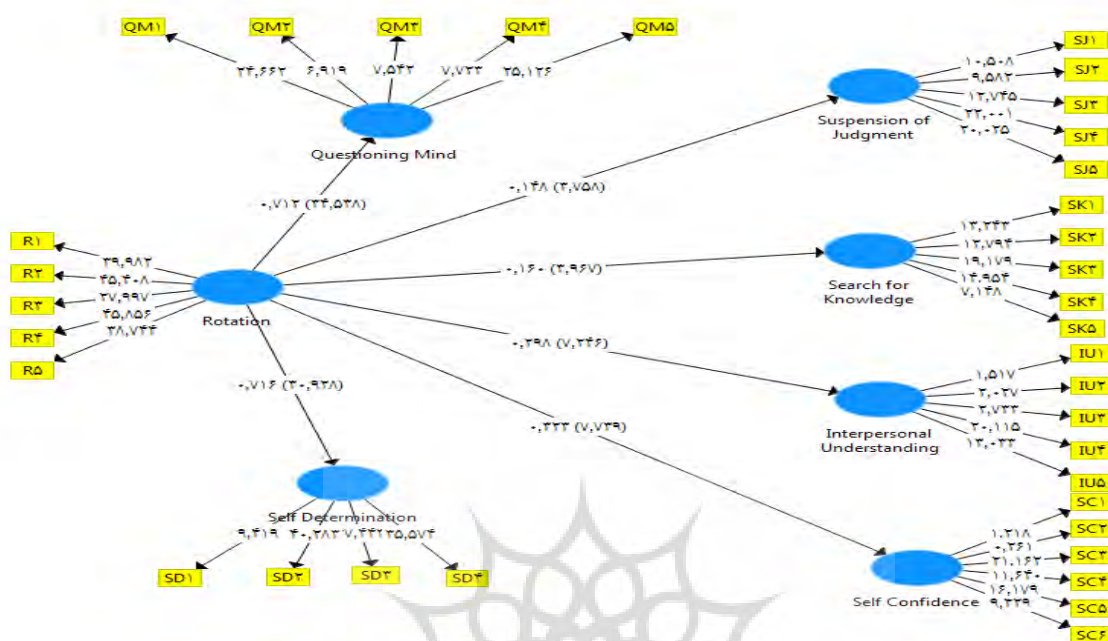 QM۱ QM۲ QM۳ QM۴ QM۵
۲۴,۶۶۲ ۶,۹۱۹ ۷,۵۴۲ ۷,۷۳۳ ۲۵,۱۲۶
Questioning Mind
۰,۷۱۲ (۳۴,۵۳۸)
SJ۱
SJ۲
SJ۳
SJ۴
SJ۵
۱۰,۵۰۸
۹,۵۸۲
۱۲,۷۴۵
۲۲,۰۰۱
۲۰,۰۲۵
Suspension of
Judgment
۰,۱۴۸ (۳,۷۵۸)
SK۱
SK۲
SK۳
SK۴
SK۵
۱۳,۲۴۳
۱۲,۷۹۴
۱۹,۱۷۹
۱۴,۹۵۴
۷,۱۴۸
Search for
Knowledge
۰,۱۶۰ (۳,۹۶۷)
R۱
R۲
R۳
R۴
R۵
۳۹,۹۸۲
۴۵,۴۰۸
۲۷,۹۹۷
۴۵,۸۵۶
۳۸,۷۴۴
Rotation
۰,۲۹۸ (۷,۲۴۶)
IU۱
IU۲
IU۳
IU۴
IU۵
۱,۵۱۷
۲,۰۲۷
۲,۷۳۳
۲۰,۱۱۵
۱۳,۰۳۳
Interpersonal
Understanding
۰,۳۲۳ (۷,۷۳۹)
SC۱
SC۲
SC۳
SC۴
SC۵
SC۶
۱,۲۱۸
۰,۲۶۱
۲۱,۱۶۲
۱۱,۶۴۰
۱۶,۱۷۹
۹,۲۲۹
Self Confidence
۰,۷۱۶ (۳۰,۹۳۸)
Self Determination
۹,۴۱۹ ۴۰,۲۸۳ ۷,۴۴۲ ۳۵,۵۷۴
SD۱ SD۲ SD۳ SD۴